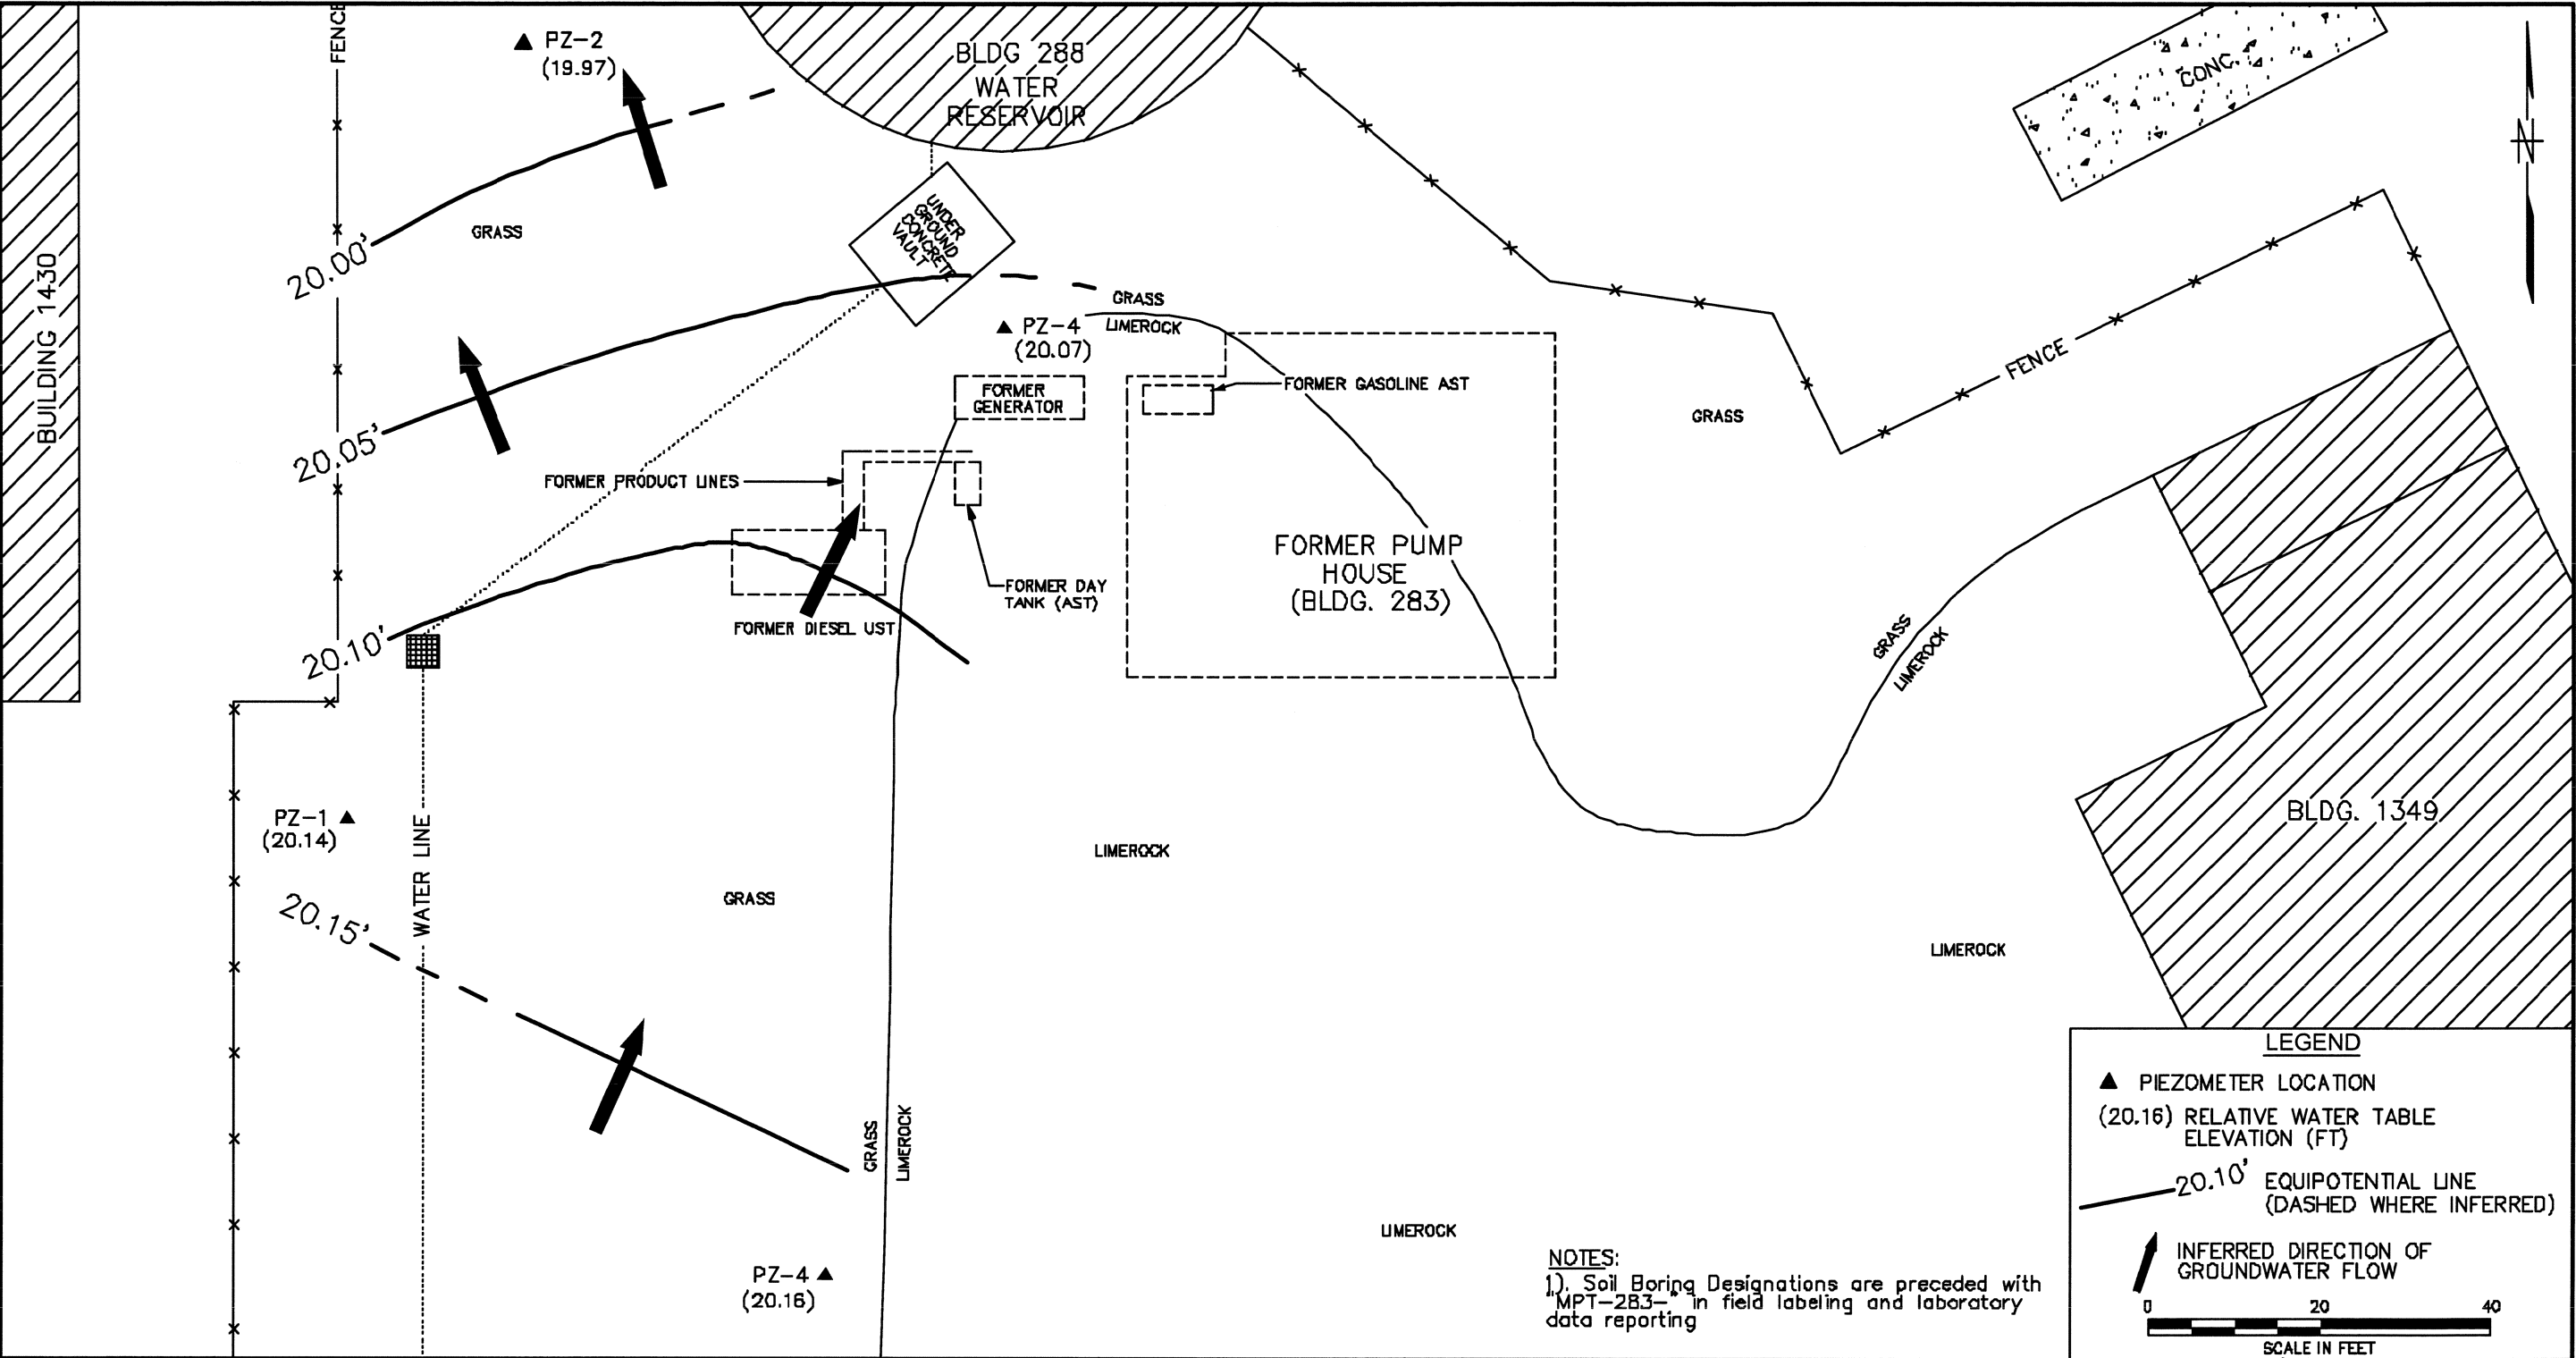 FENCE
PZ-2
(19.97)
BLDG 288
WATER
RESERVOIR
CONC.
N
UNDER
GROUND
CONCRETE
VAULT
GRASS
20.00'
BUILDING 1430
GRASS
LIMEROCK
PZ-4
(20.07)
FENCE
FORMER
GENERATOR
FORMER GASOLINE AST
GRASS
20.05'
FORMER PRODUCT LINES
FORMER PUMP
HOUSE
(BLDG. 283)
FORMER DAY
TANK (AST)
FORMER DIESEL UST
20.10'
GRASS
LIMEROCK
PZ-1
(20.14)
WATER LINE
BLDG. 1349
LIMEROCK
GRASS
20.15'
LIMEROCK
GRASS
LIMEROCK
LIMEROCK
PZ-4
(20.16)
NOTES:
1). Soil Boring Designations are preceded with
"MPT-283-" in field labeling and laboratory
data reporting
LEGEND
PIEZOMETER LOCATION
(20.16) RELATIVE WATER TABLE
ELEVATION (FT)
20.10' EQUIPOTENTIAL LINE
(DASHED WHERE INFERRED)
INFERRED DIRECTION OF
GROUNDWATER FLOW
0 20 40
SCALE IN FEET